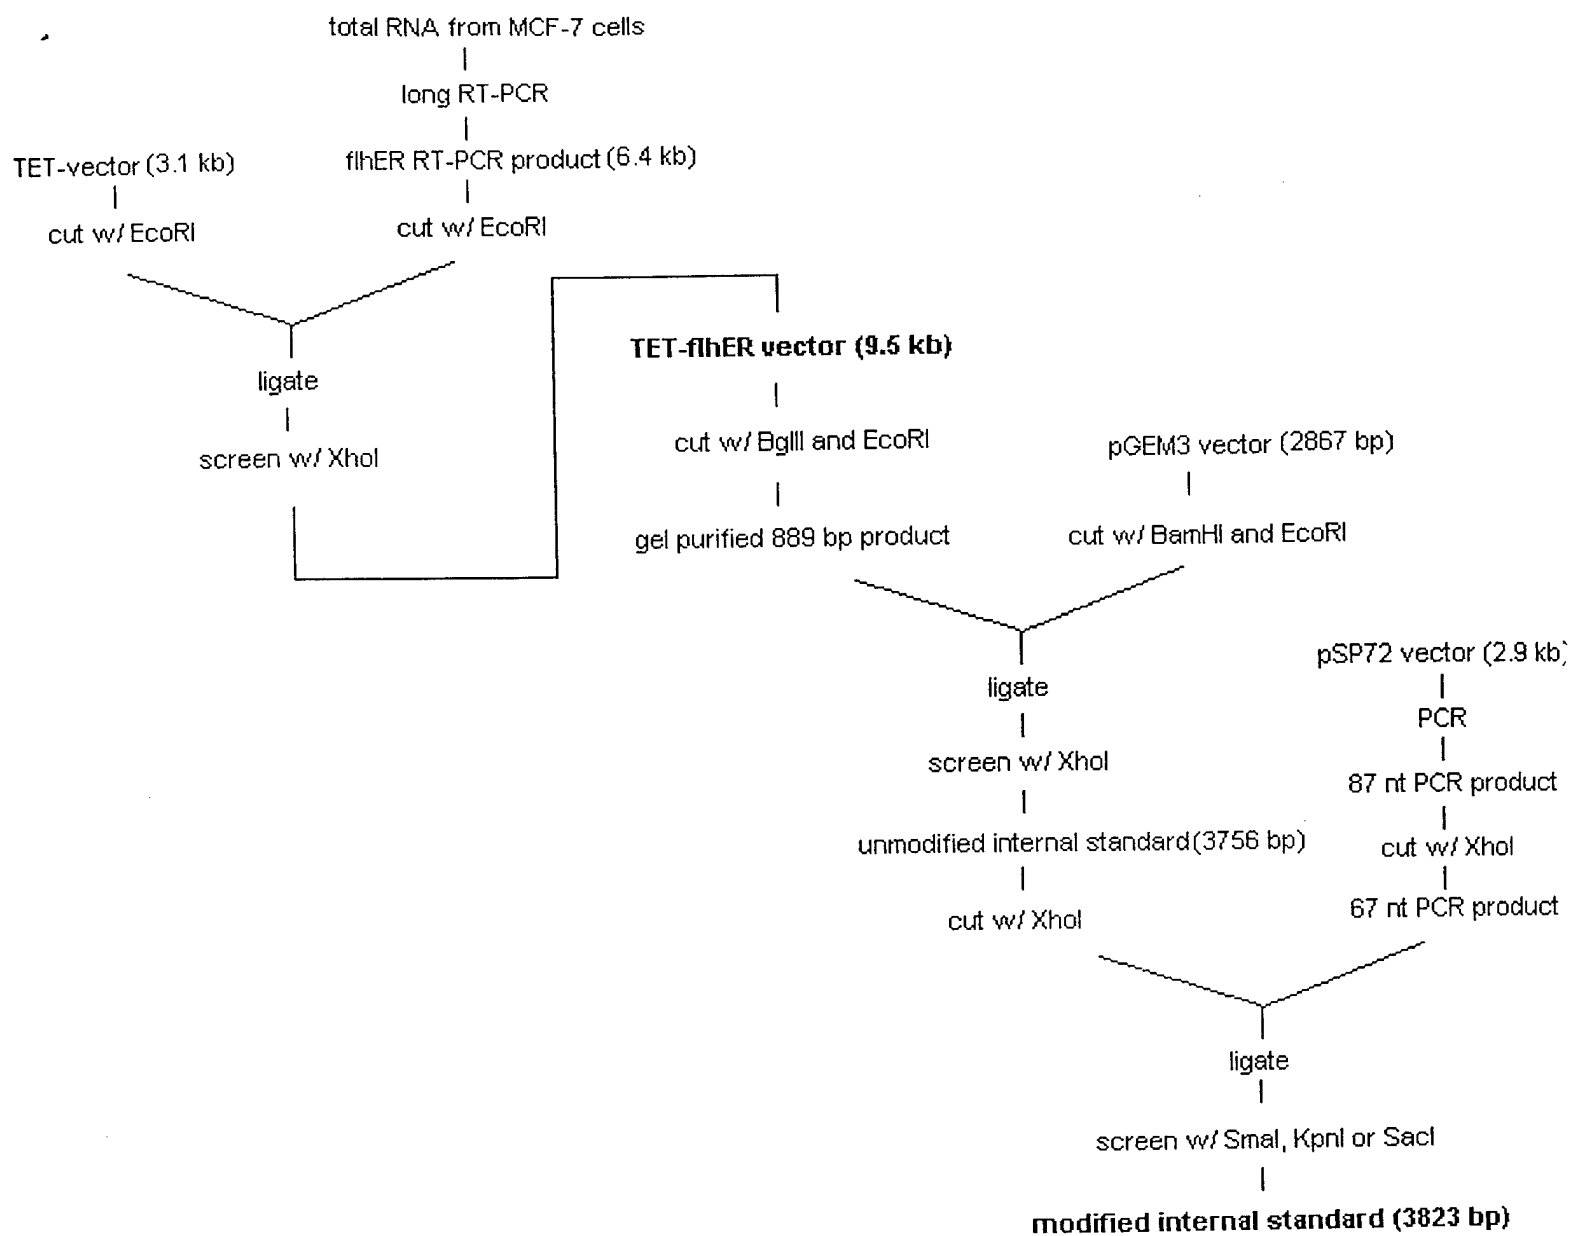 total RNA from MCF-7 cells
long RT-PCR
TET-vector (3.1 kb)
flhER RT-PCR product (6.4 kb)
cut w/ EcoRI
cut w/ EcoRI
ligate
screen w/ XhoI
TET-flhER vector (9.5 kb)
cut w/ BglII and EcoRI
gel purified 889 bp product
pGEM3 vector (2867 bp)
cut w/ BamHI and EcoRI
ligate
screen w/ XhoI
unmodified internal standard (3756 bp)
cut w/ XhoI
pSP72 vector (2.9 kb)
PCR
87 nt PCR product
cut w/ XhoI
67 nt PCR product
ligate
screen w/ SmaI, KpnI or SacI
modified internal standard (3823 bp)